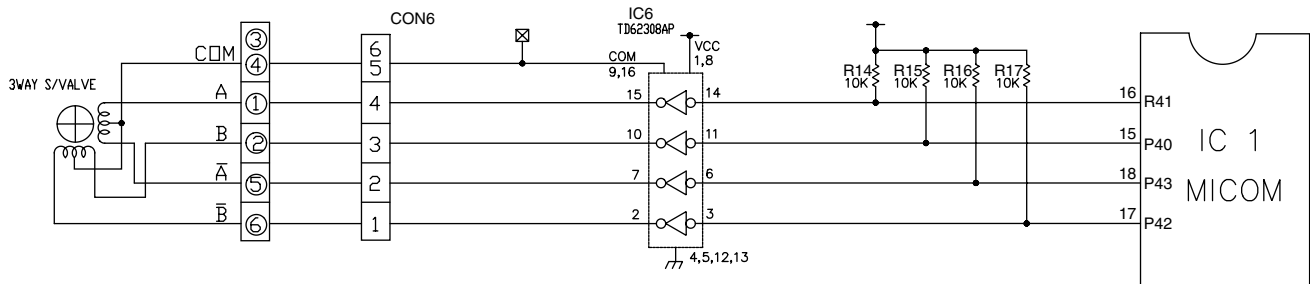 CON6
IC6
TD62308AP
VCC
1,8
COM
9,16
COM
3
4
6
5
3WAY S/VALVE
R14
10K
R15
10K
R16
10K
R17
10K
A
1
4
15
14
16
R41
B
2
3
10
11
15
P40
IC 1
MICOM
Ā
5
2
7
6
18
P43
B̄
6
1
2
3
17
P42
4,5,12,13